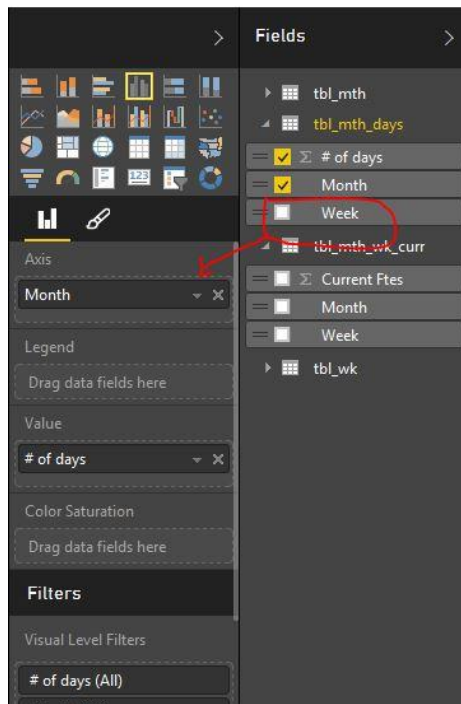 123
Axis
Month
Legend
Drag data fields here
Value
# of days
Color Saturation
Drag data fields here
Filters
Visual Level Filters
# of days (All)
Fields
tbl_mth
tbl_mth_days
Σ # of days
Month
Week
tbl_mth_wk_curr
Σ Current Ftes
Month
Week
tbl_wk